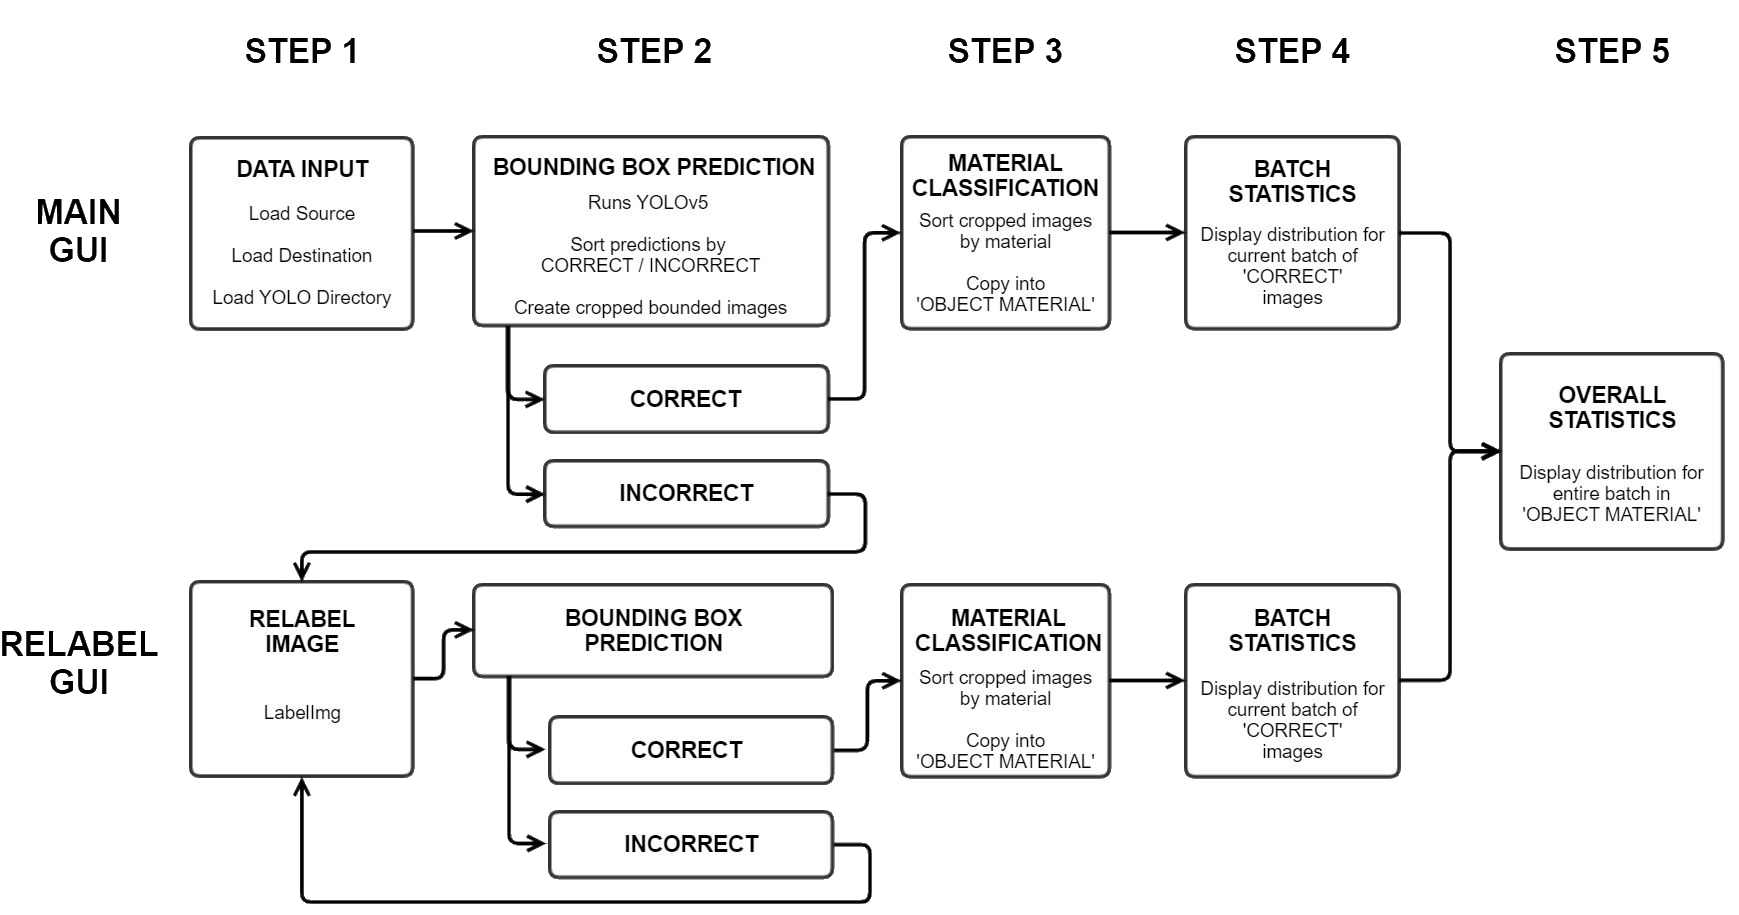 STEP 1
STEP 2
STEP 3
STEP 4
STEP 5
MAIN
GUI
DATA INPUT
Load Source
Load Destination
Load YOLO Directory
BOUNDING BOX PREDICTION
Runs YOLOv5
Sort predictions by
CORRECT / INCORRECT
Create cropped bounded images
CORRECT
INCORRECT
MATERIAL
CLASSIFICATION
Sort cropped images
by material
Copy into
'OBJECT MATERIAL'
BATCH
STATISTICS
Display distribution for
current batch of
'CORRECT'
images
OVERALL
STATISTICS
Display distribution for
entire batch in
'OBJECT MATERIAL'
RELABEL
GUI
RELABEL
IMAGE
LabelImg
BOUNDING BOX
PREDICTION
CORRECT
INCORRECT
MATERIAL
CLASSIFICATION
Sort cropped images
by material
Copy into
'OBJECT MATERIAL'
BATCH
STATISTICS
Display distribution for
current batch of
'CORRECT'
images